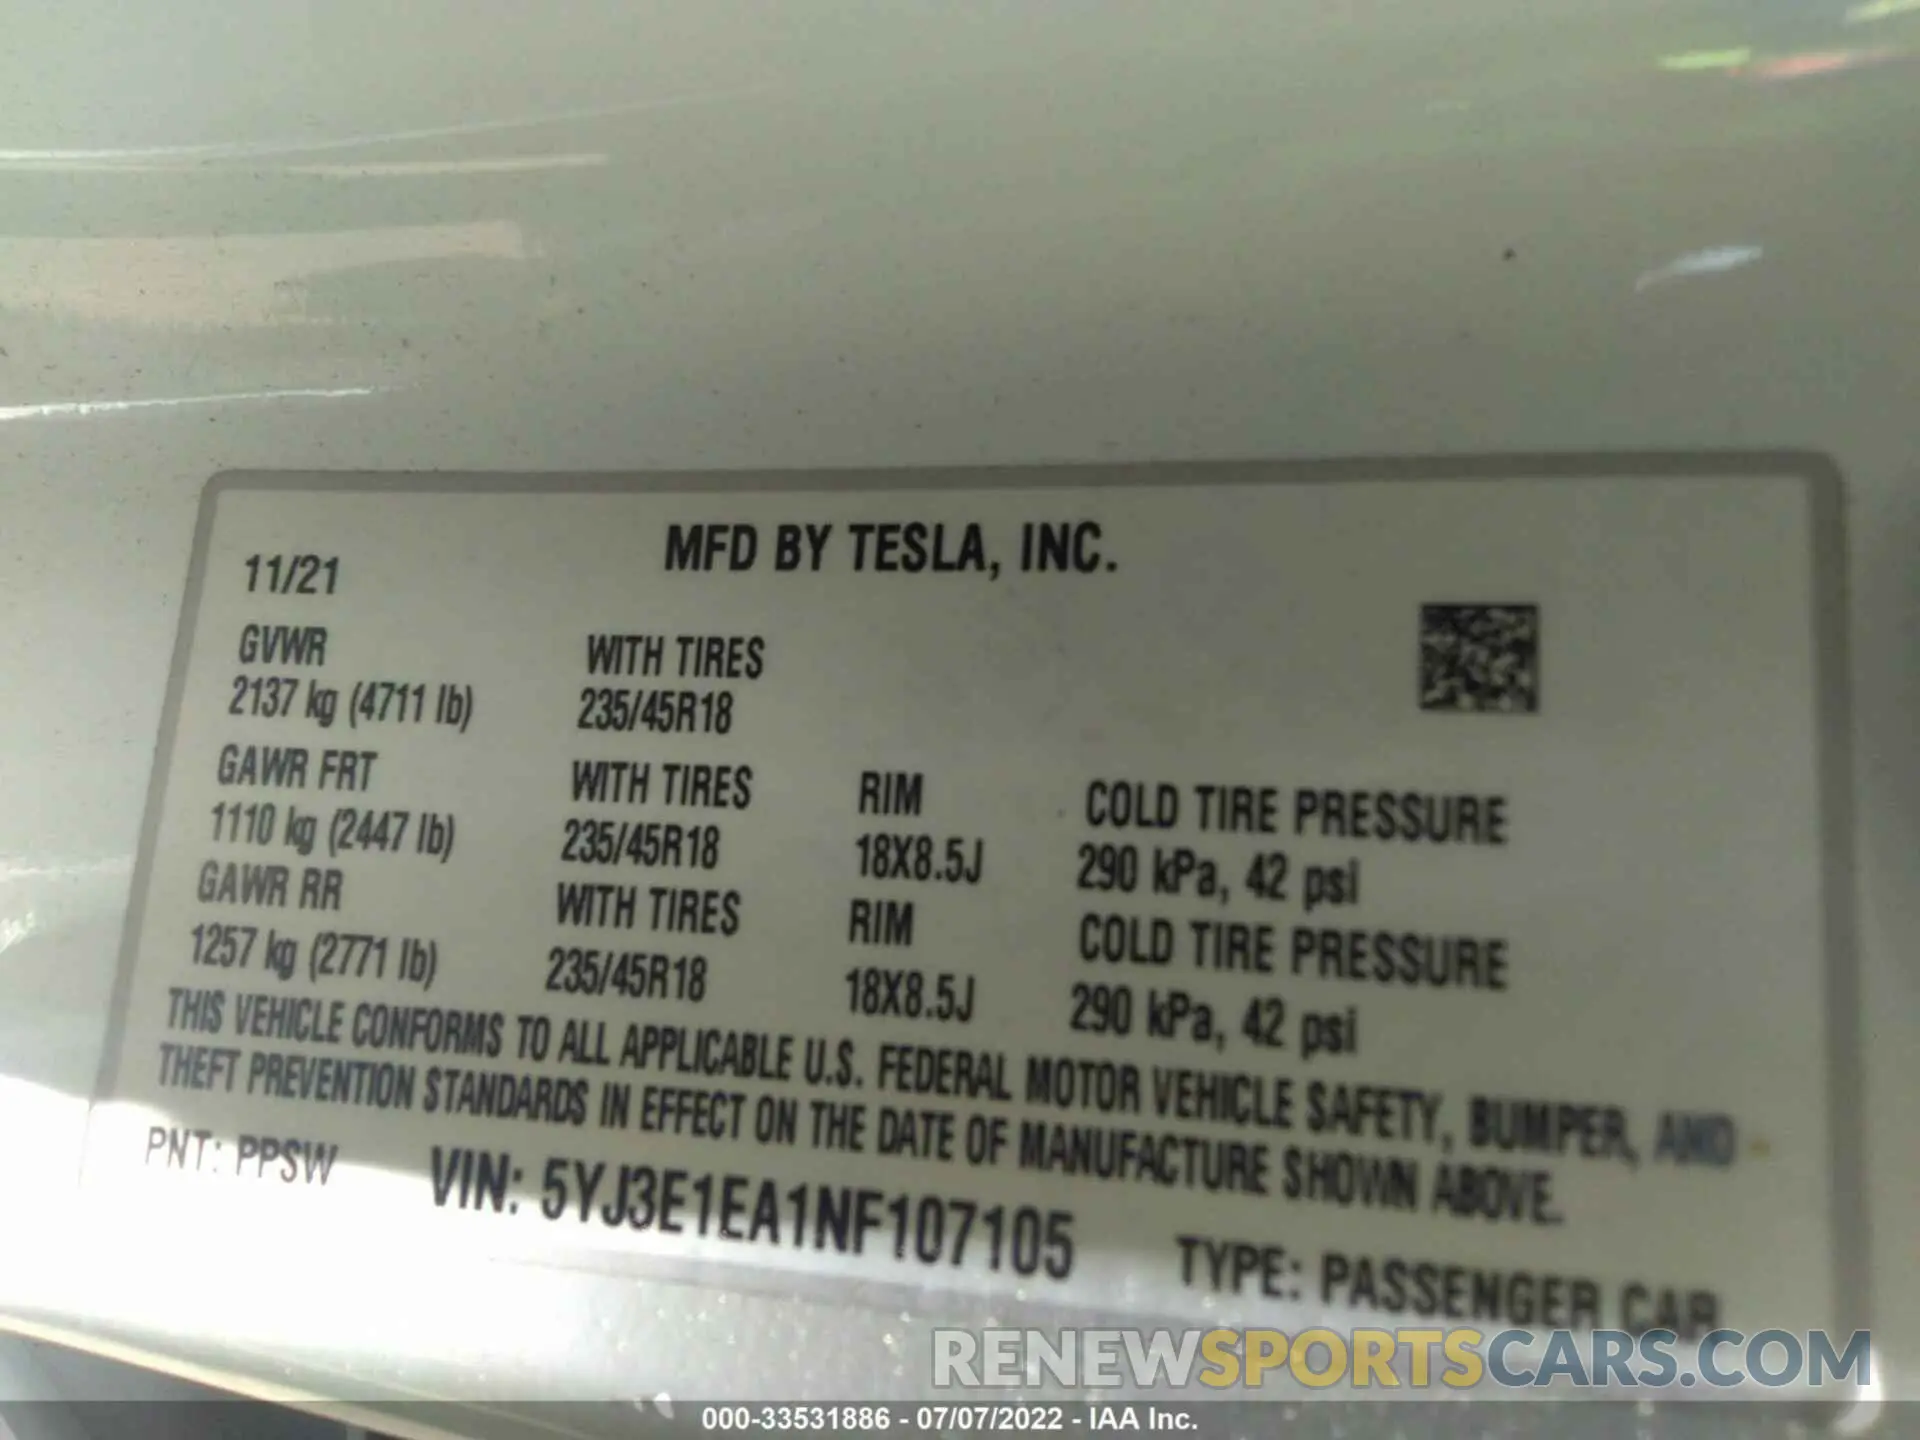 MFD BY TESLA, INC.
11/21
GVWR WITH TIRES
2137 kg (4711 lb) 235/45R18
GAWR FRT WITH TIRES RIM COLD TIRE PRESSURE
1110 kg (2447 lb) 235/45R18 18X8.5J 290 kPa, 42 psi
GAWR RR WITH TIRES RIM COLD TIRE PRESSURE
1257 kg (2771 lb) 235/45R18 18X8.5J 290 kPa, 42 psi
THIS VEHICLE CONFORMS TO ALL APPLICABLE U.S. FEDERAL MOTOR VEHICLE SAFETY, BUMPER, AND
THEFT PREVENTION STANDARDS IN EFFECT ON THE DATE OF MANUFACTURE SHOWN ABOVE.
PNT: PPSW VIN: 5YJ3E1EA1NF107105 TYPE: PASSENGER CAR
RENEWSPORTSCARS.COM
000-33531886 - 07/07/2022 - IAA Inc.